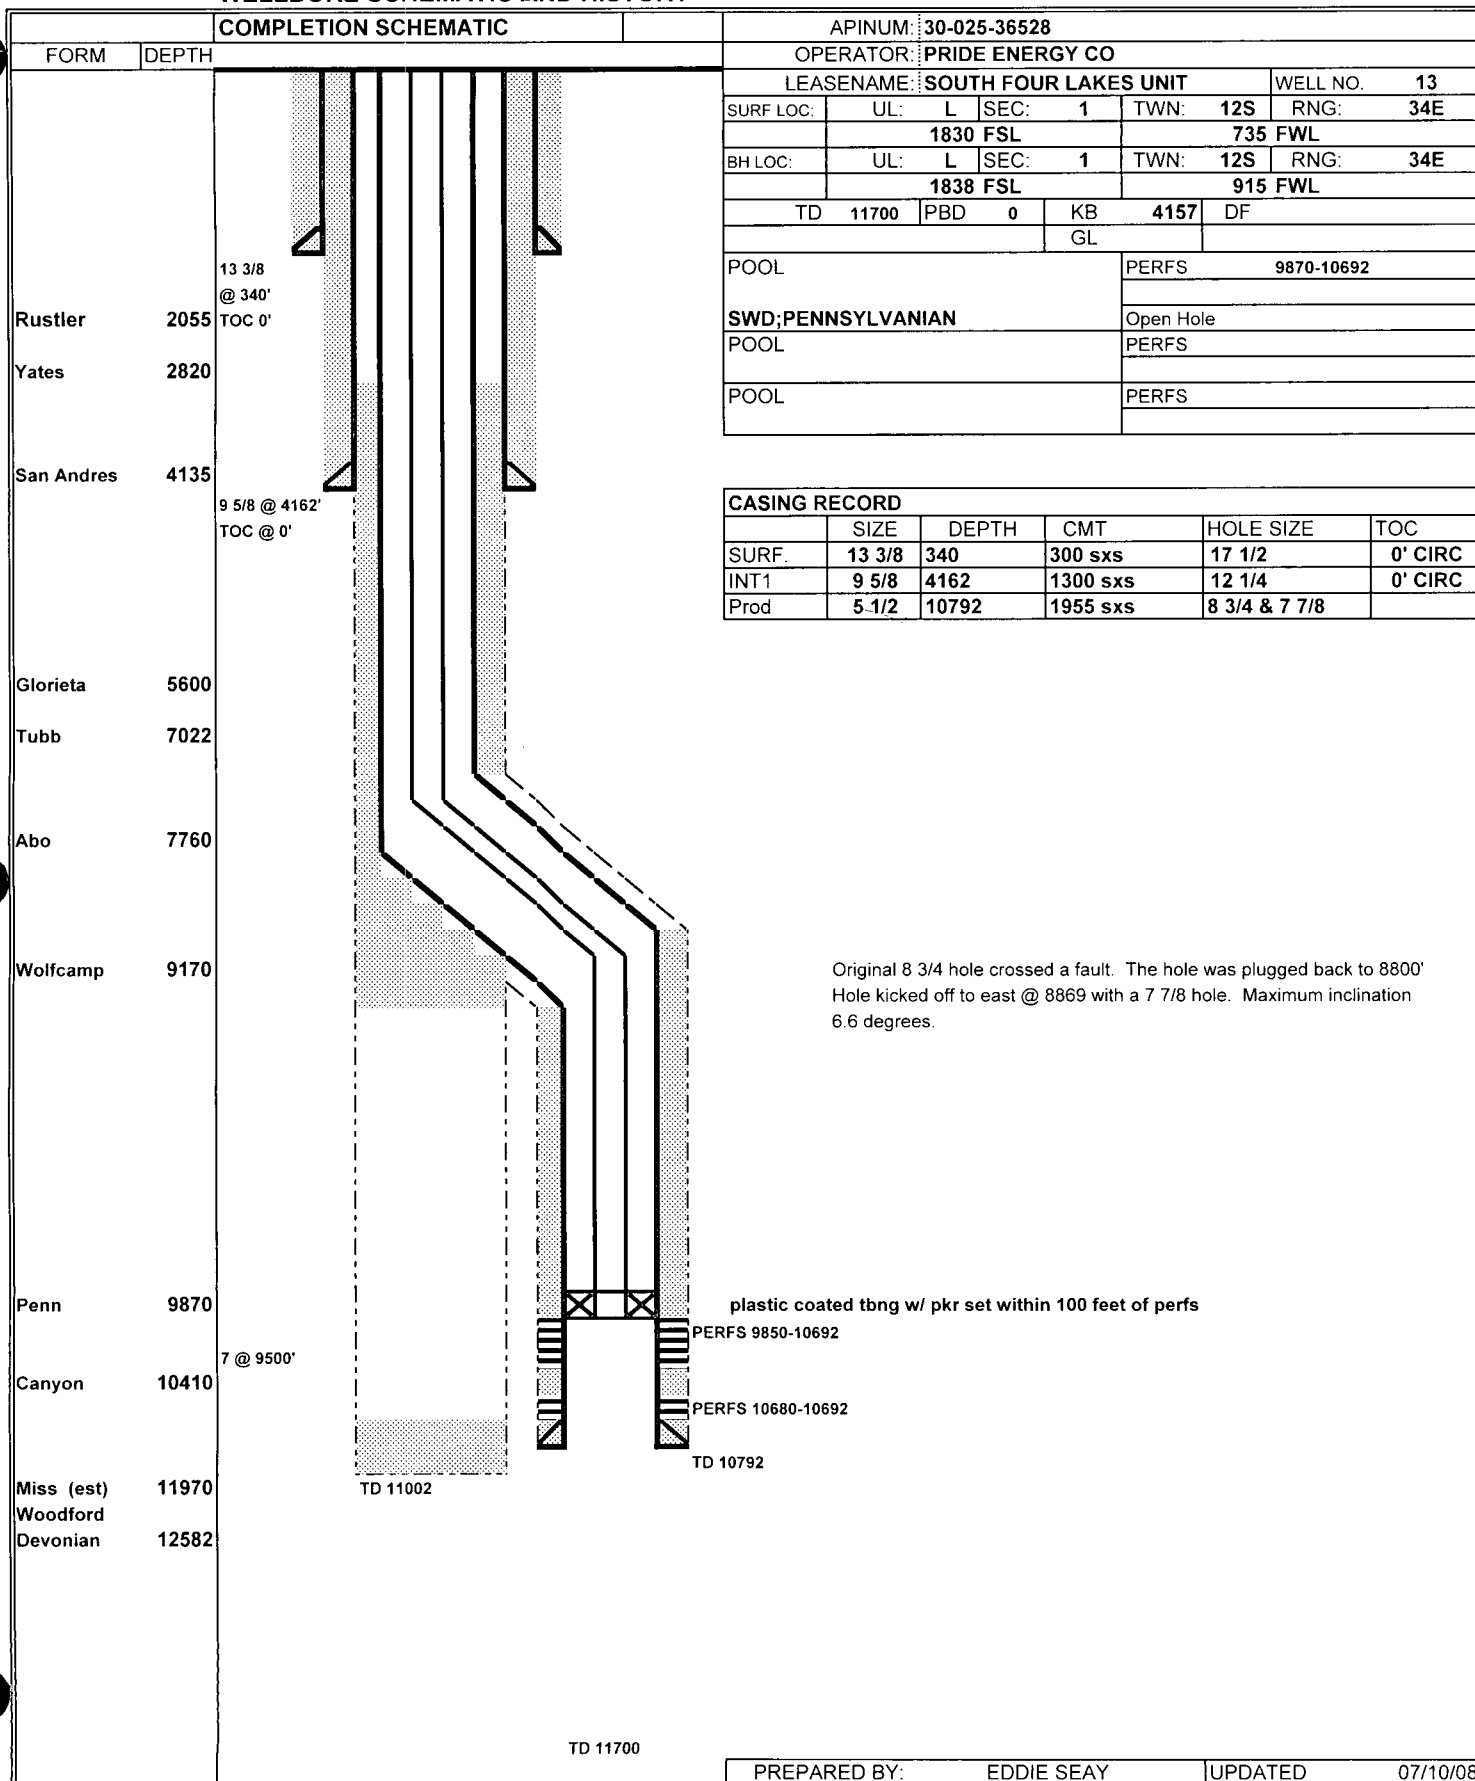 COMPLETION SCHEMATIC
FORM DEPTH
APINUM: 30-025-36528
OPERATOR: PRIDE ENERGY CO
LEASENAME: SOUTH FOUR LAKES UNIT WELL NO. 13
SURF LOC: UL: L SEC: 1 TWN: 12S RNG: 34E
1830 FSL 735 FWL
BH LOC: UL: L SEC: 1 TWN: 12S RNG: 34E
1838 FSL 915 FWL
TD 11700 PBD 0 KB 4157 DF
GL
POOL PERFS 9870-10692
SWD;PENNSYLVANIAN Open Hole
POOL PERFS
POOL PERFS
13 3/8
@ 340'
Rustler 2055 TOC 0'
Yates 2820
San Andres 4135
9 5/8 @ 4162'
TOC @ 0'
CASING RECORD
SIZE DEPTH CMT HOLE SIZE TOC
SURF. 13 3/8 340 300 sxs 17 1/2 0' CIRC
INT1 9 5/8 4162 1300 sxs 12 1/4 0' CIRC
Prod 5 1/2 10792 1955 sxs 8 3/4 & 7 7/8
Glorieta 5600
Tubb 7022
Abo 7760
Wolfcamp 9170
Original 8 3/4 hole crossed a fault. The hole was plugged back to 8800'
Hole kicked off to east @ 8869 with a 7 7/8 hole. Maximum inclination
6.6 degrees.
Penn 9870
plastic coated tbng w/ pkr set within 100 feet of perfs
PERFS 9850-10692
7 @ 9500'
Canyon 10410
PERFS 10680-10692
TD 10792
Miss (est) 11970
TD 11002
Woodford
Devonian 12582
TD 11700
PREPARED BY: EDDIE SEAY UPDATED 07/10/08